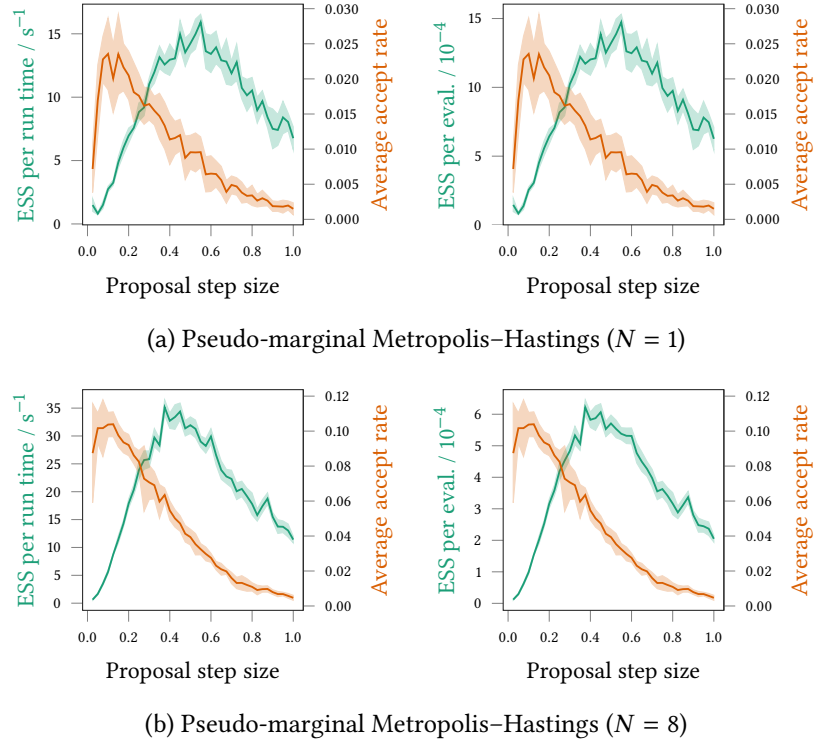 ESS per run time / s⁻¹
15
10
5
0
0.030
0.025
0.020
0.015
0.010
0.005
0.000
Average accept rate
0.0 0.2 0.4 0.6 0.8 1.0
Proposal step size
ESS per eval. / 10⁻⁴
15
10
5
0
0.030
0.025
0.020
0.015
0.010
0.005
0.000
Average accept rate
0.0 0.2 0.4 0.6 0.8 1.0
Proposal step size
(a) Pseudo-marginal Metropolis–Hastings (N = 1)
ESS per run time / s⁻¹
35
30
25
20
15
10
5
0
0.12
0.10
0.08
0.06
0.04
0.02
0.00
Average accept rate
0.0 0.2 0.4 0.6 0.8 1.0
Proposal step size
ESS per eval. / 10⁻⁴
6
5
4
3
2
1
0
0.12
0.10
0.08
0.06
0.04
0.02
0.00
Average accept rate
0.0 0.2 0.4 0.6 0.8 1.0
Proposal step size
(b) Pseudo-marginal Metropolis–Hastings (N = 8)